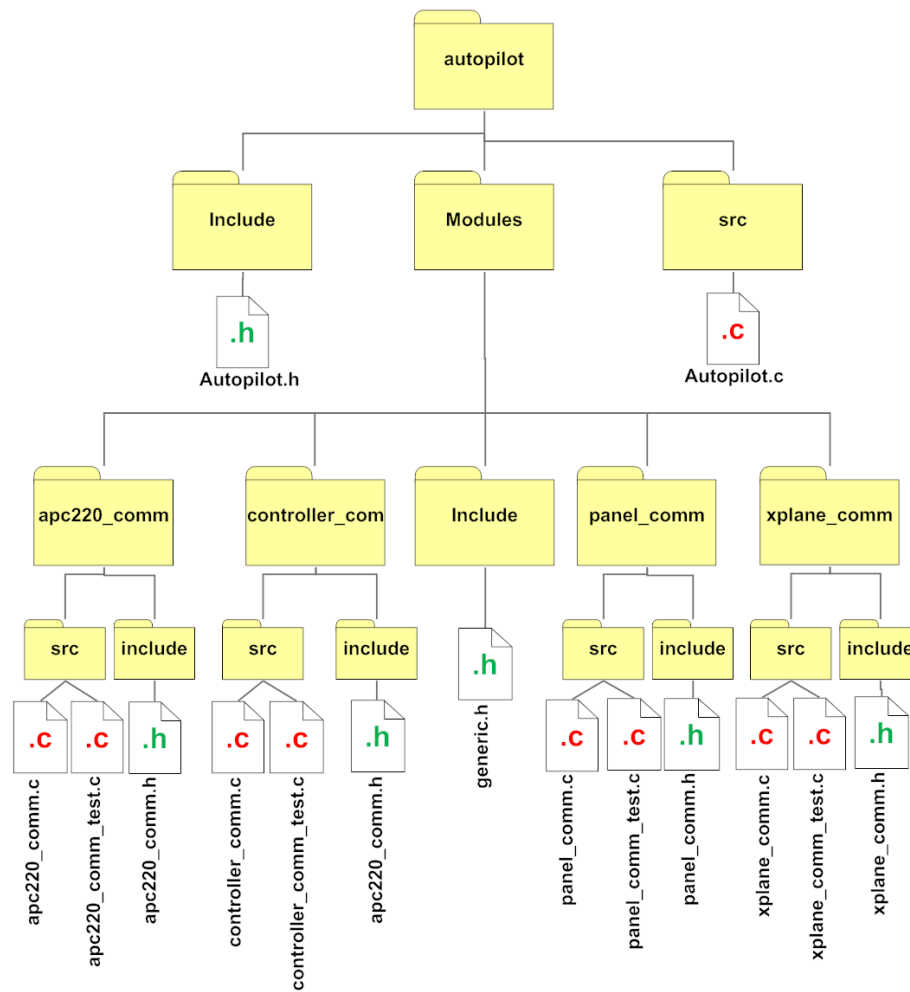 autopilot
Include
Modules
src
.h
.c
Autopilot.h
Autopilot.c
apc220_comm
controller_com
Include
panel_comm
xplane_comm
src
include
src
include
src
include
src
include
.h
generic.h
.c
.c
.h
.c
.c
.h
.c
.c
.h
.c
.c
.h
apc220_comm.c
apc220_comm_test.c
apc220_comm.h
controller_comm.c
controller_comm_test.c
apc220_comm.h
panel_comm.c
panel_comm_test.c
panel_comm.h
xplane_comm.c
xplane_comm_test.c
xplane_comm.h